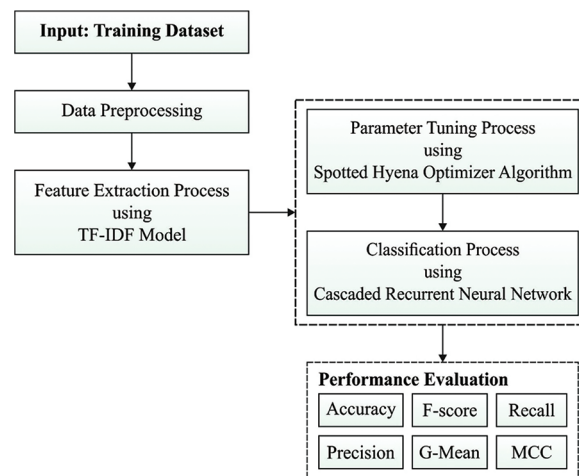 Input: Training Dataset
Data Preprocessing
Feature Extraction Process
using
TF-IDF Model
Parameter Tuning Process
using
Spotted Hyena Optimizer Algorithm
Classification Process
using
Cascaded Recurrent Neural Network
Performance Evaluation
Accuracy F-score Recall
Precision G-Mean MCC